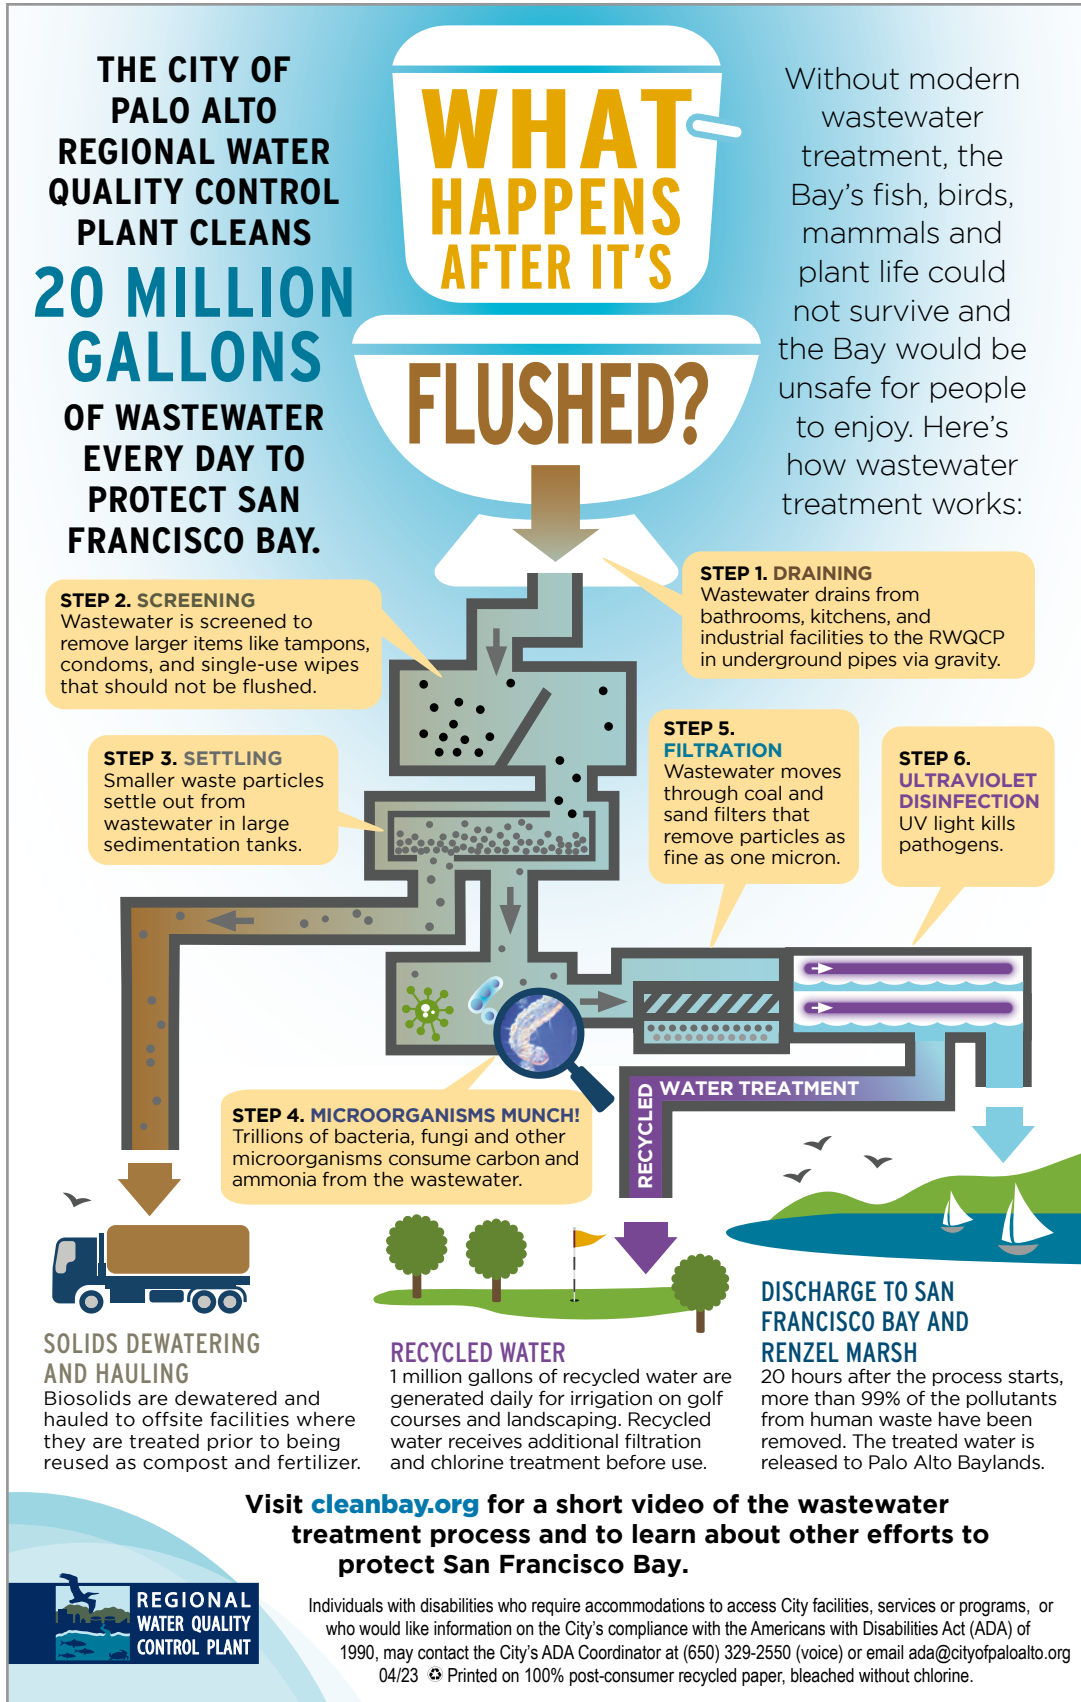 THE CITY OF
PALO ALTO
REGIONAL WATER
QUALITY CONTROL
PLANT CLEANS
20 MILLION
GALLONS
OF WASTEWATER
EVERY DAY TO
PROTECT SAN
FRANCISCO BAY.
WHAT
HAPPENS
AFTER IT'S
FLUSHED?
Without modern
wastewater
treatment, the
Bay's fish, birds,
mammals and
plant life could
not survive and
the Bay would be
unsafe for people
to enjoy. Here's
how wastewater
treatment works:
STEP 1. DRAINING
Wastewater drains from
bathrooms, kitchens, and
industrial facilities to the RWQCP
in underground pipes via gravity.
STEP 2. SCREENING
Wastewater is screened to
remove larger items like tampons,
condoms, and single-use wipes
that should not be flushed.
STEP 3. SETTLING
Smaller waste particles
settle out from
wastewater in large
sedimentation tanks.
STEP 5.
FILTRATION
Wastewater moves
through coal and
sand filters that
remove particles as
fine as one micron.
STEP 6.
ULTRAVIOLET
DISINFECTION
UV light kills
pathogens.
STEP 4. MICROORGANISMS MUNCH!
Trillions of bacteria, fungi and other
microorganisms consume carbon and
ammonia from the wastewater.
RECYCLED
WATER TREATMENT
SOLIDS DEWATERING
AND HAULING
Biosolids are dewatered and
hauled to offsite facilities where
they are treated prior to being
reused as compost and fertilizer.
RECYCLED WATER
1 million gallons of recycled water are
generated daily for irrigation on golf
courses and landscaping. Recycled
water receives additional filtration
and chlorine treatment before use.
DISCHARGE TO SAN
FRANCISCO BAY AND
RENZEL MARSH
20 hours after the process starts,
more than 99% of the pollutants
from human waste have been
removed. The treated water is
released to Palo Alto Baylands.
Visit cleanbay.org for a short video of the wastewater
treatment process and to learn about other efforts to
protect San Francisco Bay.
REGIONAL
WATER QUALITY
CONTROL PLANT
Individuals with disabilities who require accommodations to access City facilities, services or programs, or
who would like information on the City's compliance with the Americans with Disabilities Act (ADA) of
1990, may contact the City's ADA Coordinator at (650) 329-2550 (voice) or email ada@cityofpaloalto.org
04/23 ♻ Printed on 100% post-consumer recycled paper, bleached without chlorine.